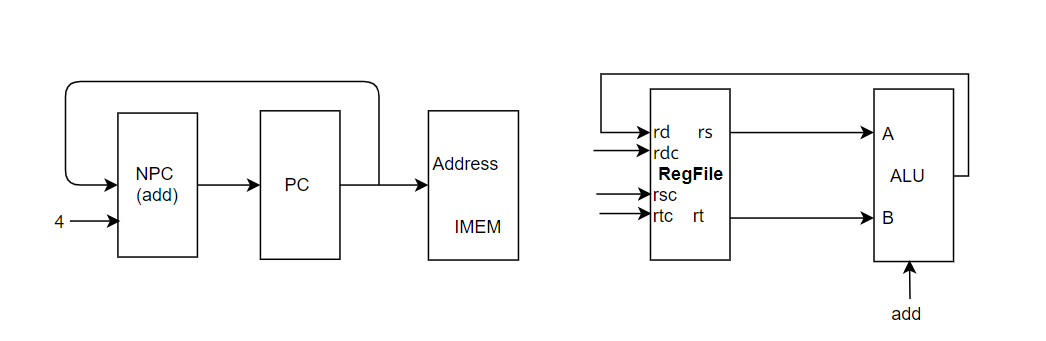 NPC
(add)
4
PC
Address
IMEM
rd rs
rdc
RegFile
rsc
rtc rt
A
ALU
B
add